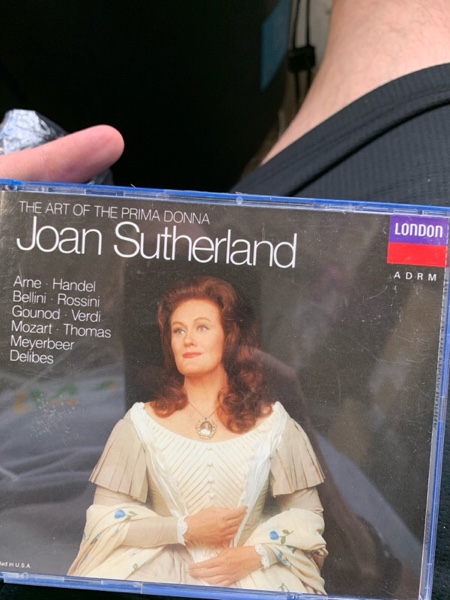 THE ART OF THE PRIMA DONNA
Joan Sutherland
LONDON
ADRM
Arne · Handel
Bellini · Rossini
Gounod · Verdi
Mozart · Thomas
Meyerbeer
Delibes
in U.S.A.